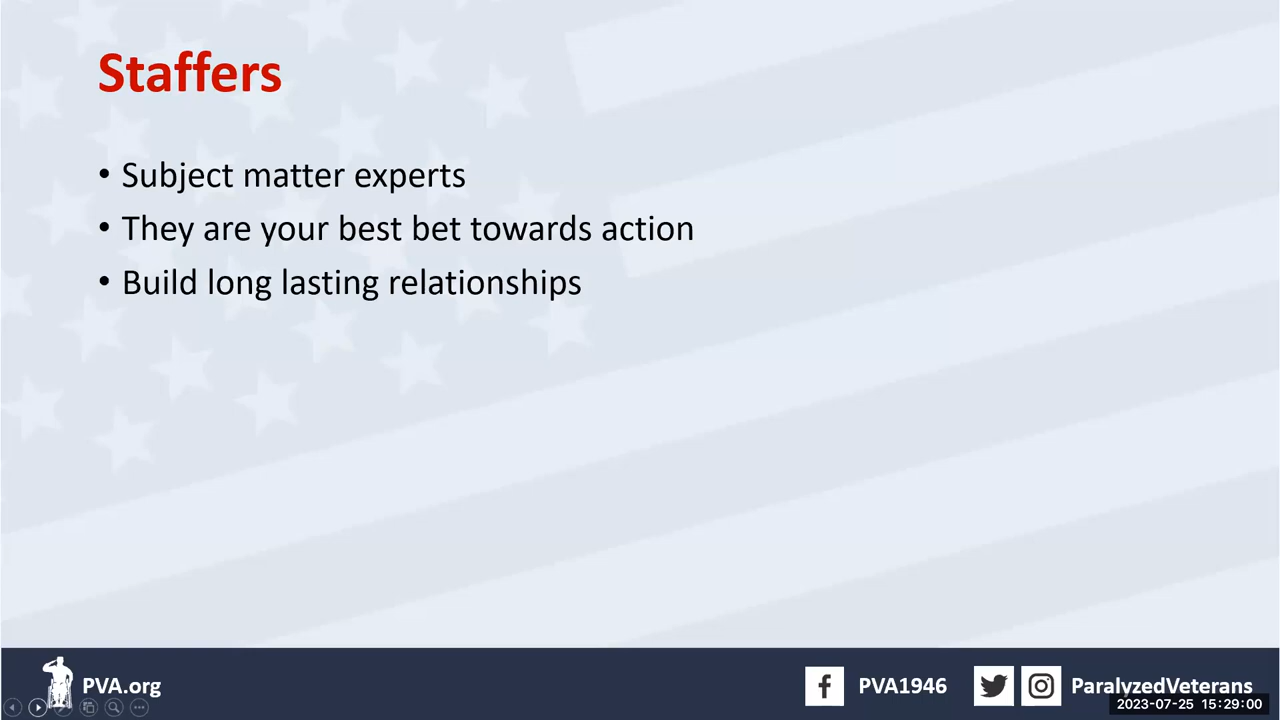 Staffers
• Subject matter experts
• They are your best bet towards action
• Build long lasting relationships
PVA.org
PVA1946
ParalyzedVeterans
2023-07-25 15:29:00